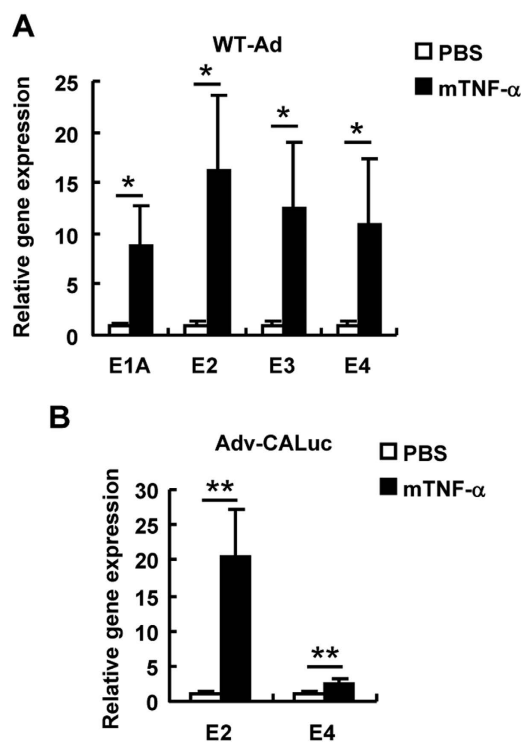 A
WT-Ad
PBS
mTNF-α
Relative gene expression
25
20
15
10
5
0
*
*
*
*
E1A E2 E3 E4
B
Adv-CALuc
PBS
mTNF-α
Relative gene expression
30
25
20
15
10
5
0
**
**
E2 E4